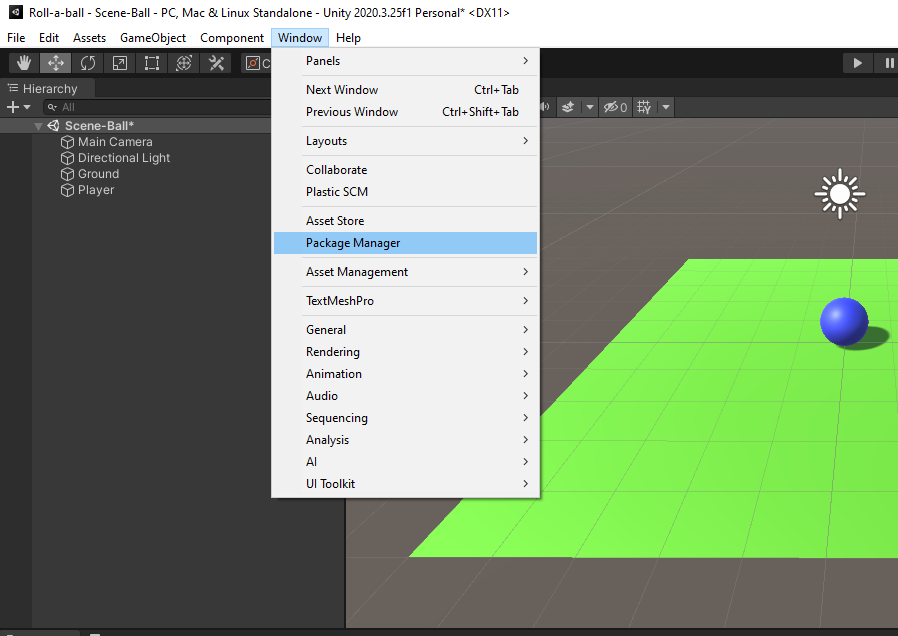 Roll-a-ball - Scene-Ball - PC, Mac & Linux Standalone - Unity 2020.3.25f1 Personal* <DX11>
File Edit Assets GameObject Component Window Help
C
Hierarchy
All
0
Scene-Ball*
Main Camera
Directional Light
Ground
Player
Panels
Next Window Ctrl+Tab
Previous Window Ctrl+Shift+Tab
Layouts
Collaborate
Plastic SCM
Asset Store
Package Manager
Asset Management
TextMeshPro
General
Rendering
Animation
Audio
Sequencing
Analysis
AI
UI Toolkit